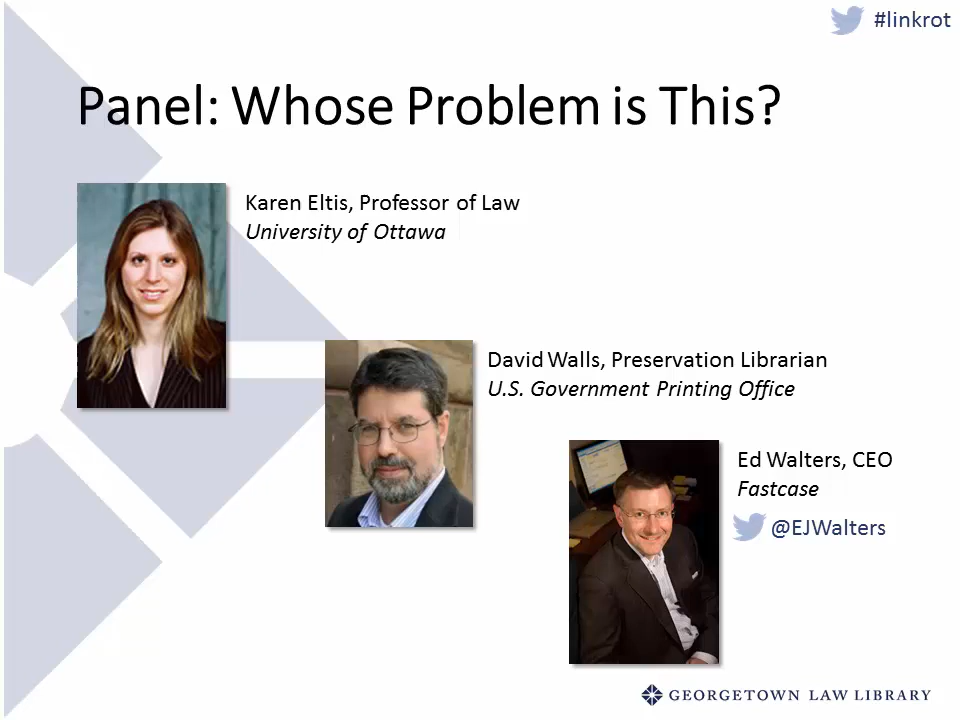 #linkrot
Panel: Whose Problem is This?
Karen Eltis, Professor of Law
University of Ottawa
David Walls, Preservation Librarian
U.S. Government Printing Office
Ed Walters, CEO
Fastcase
@EJWalters
GEORGETOWN LAW LIBRARY